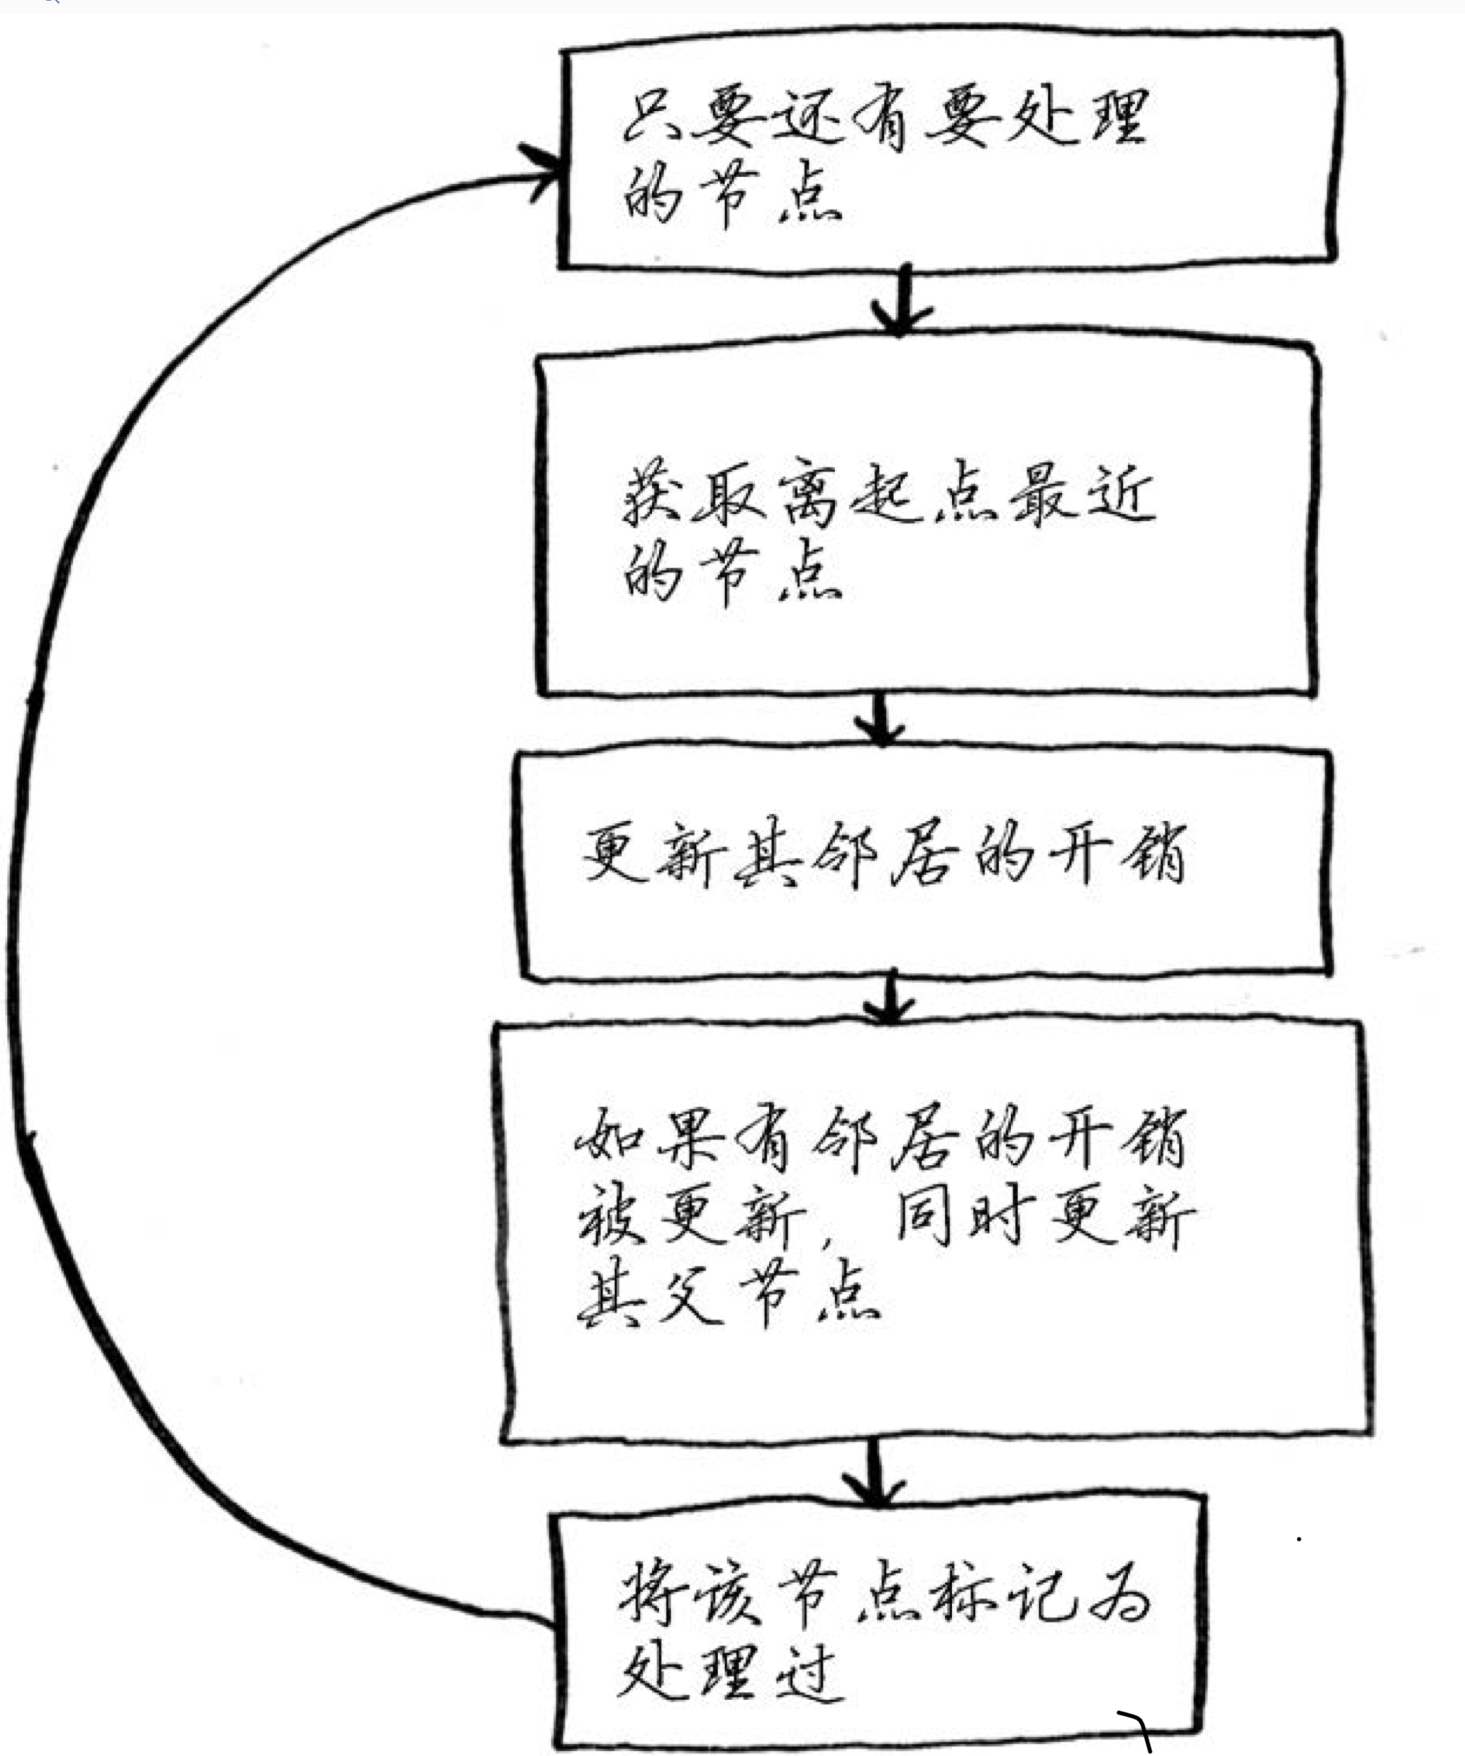 只要还有要处理
的节点
获取离起点最近
的节点
更新其邻居的开销
如果有邻居的开销
被更新,同时更新
其父节点
将该节点标记为
处理过